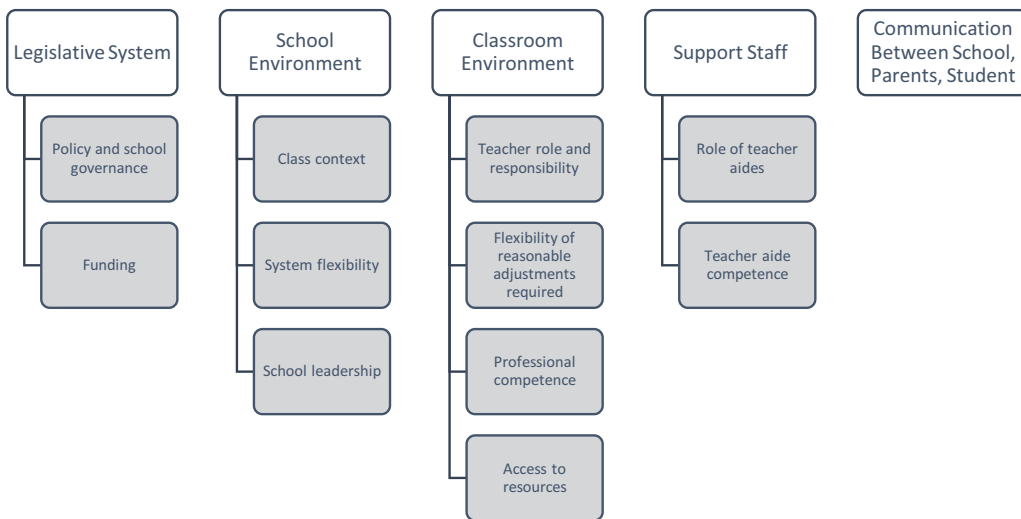 Legislative System
School
Environment
Classroom
Environment
Support Staff
Communication
Between School,
Parents, Student
Policy and school
governance
Funding
Class context
System flexibility
School leadership
Teacher role and
responsibility
Flexibility of
reasonable
adjustments
required
Professional
competence
Access to
resources
Role of teacher
aides
Teacher aide
competence